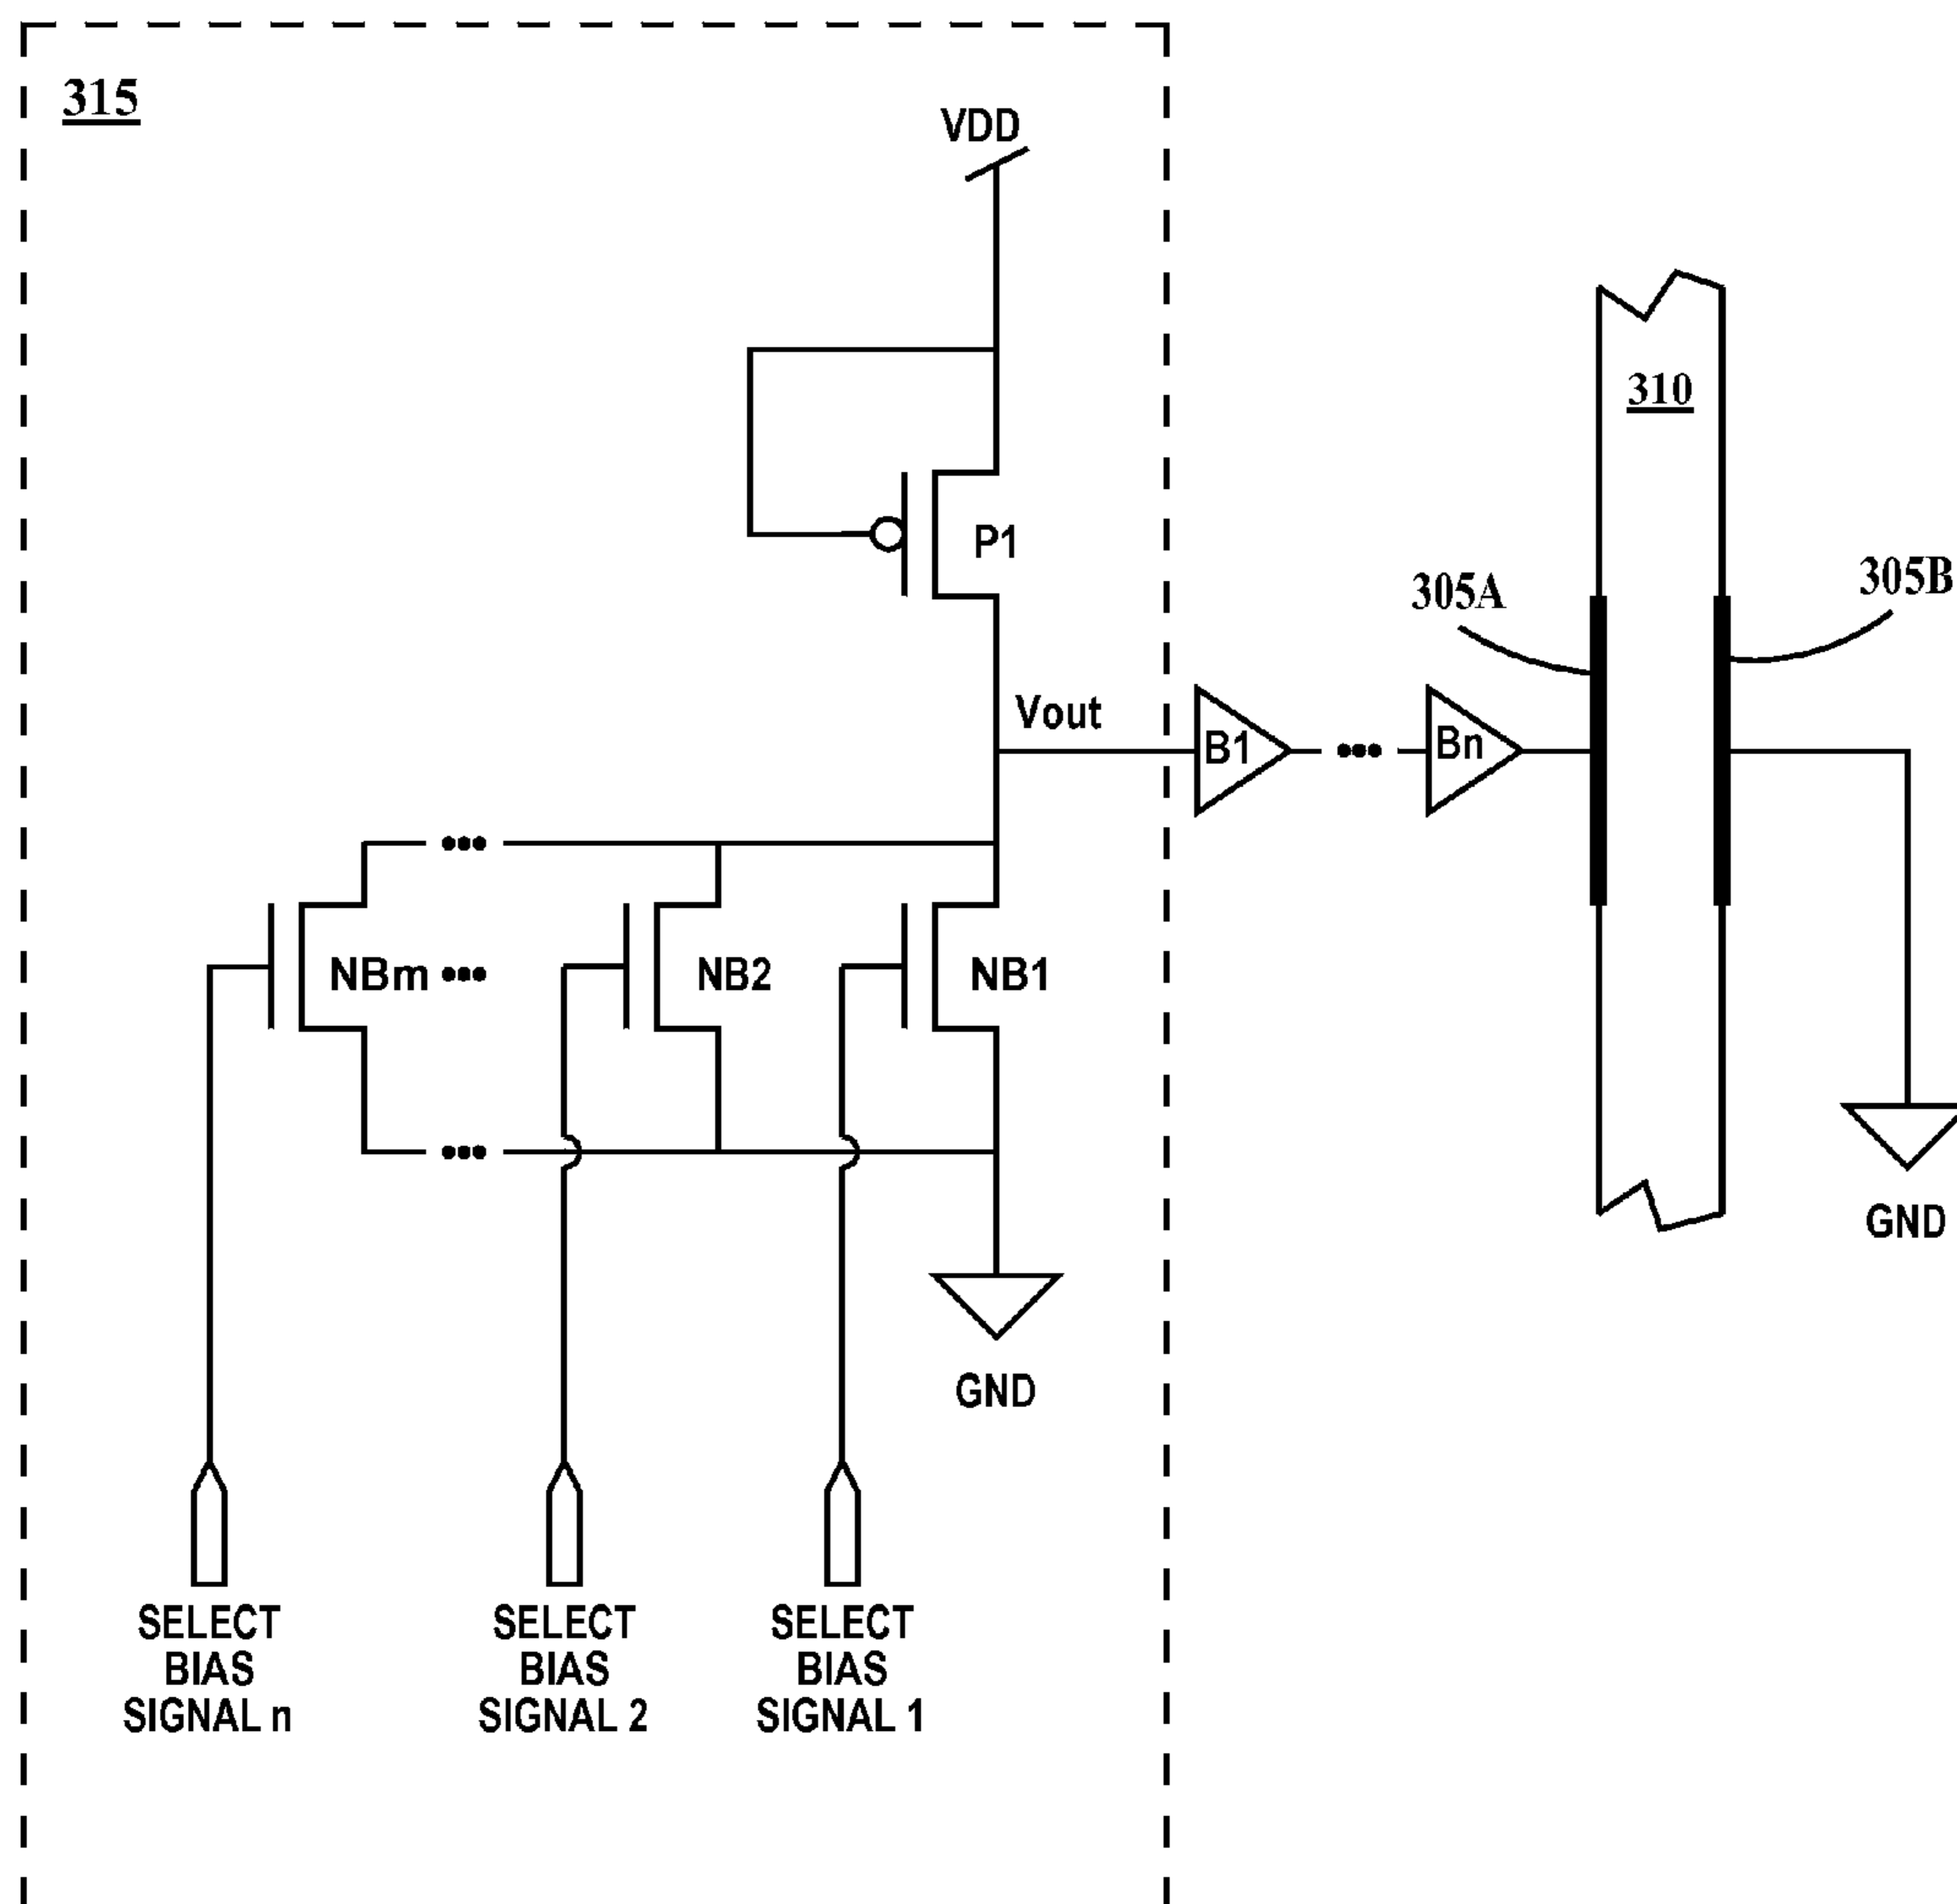 315
VDD
310
P1
305A
305B
Vout
B1
Bn
NBm
NB2
NB1
GND
GND
SELECT
BIAS
SIGNAL n
SELECT
BIAS
SIGNAL 2
SELECT
BIAS
SIGNAL 1